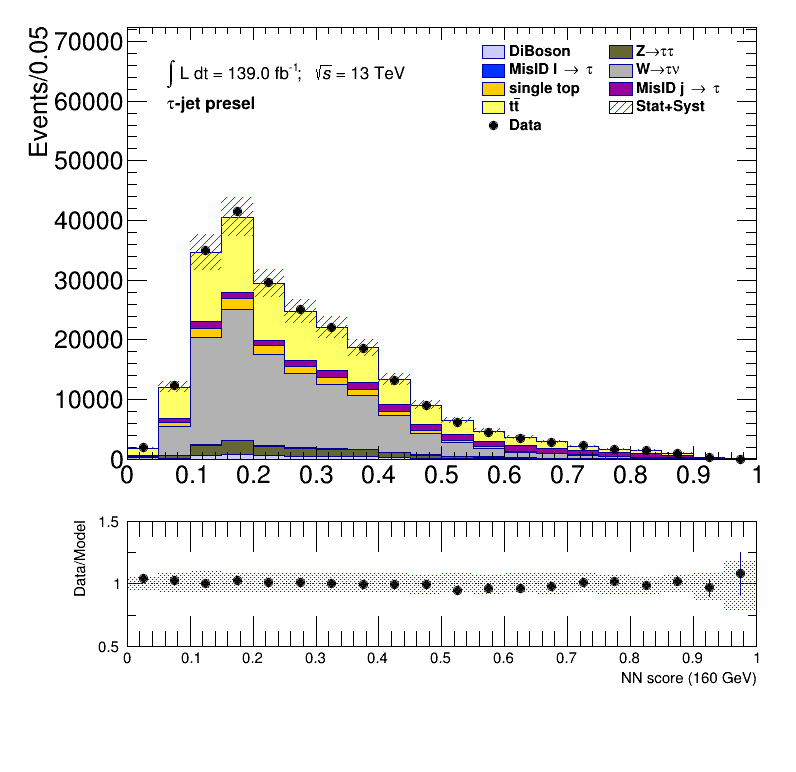 Events/0.05
70000
60000
50000
40000
30000
20000
10000
0
∫ L dt = 139.0 fb⁻¹; √s = 13 TeV
τ-jet presel
DiBoson
MisID l → τ
single top
tt̄
Data
Z→ττ
W→τν
MisID j → τ
Stat+Syst
0 0.1 0.2 0.3 0.4 0.5 0.6 0.7 0.8 0.9 1
Data/Model
1.5
1
0.5
0 0.1 0.2 0.3 0.4 0.5 0.6 0.7 0.8 0.9 1
NN score (160 GeV)